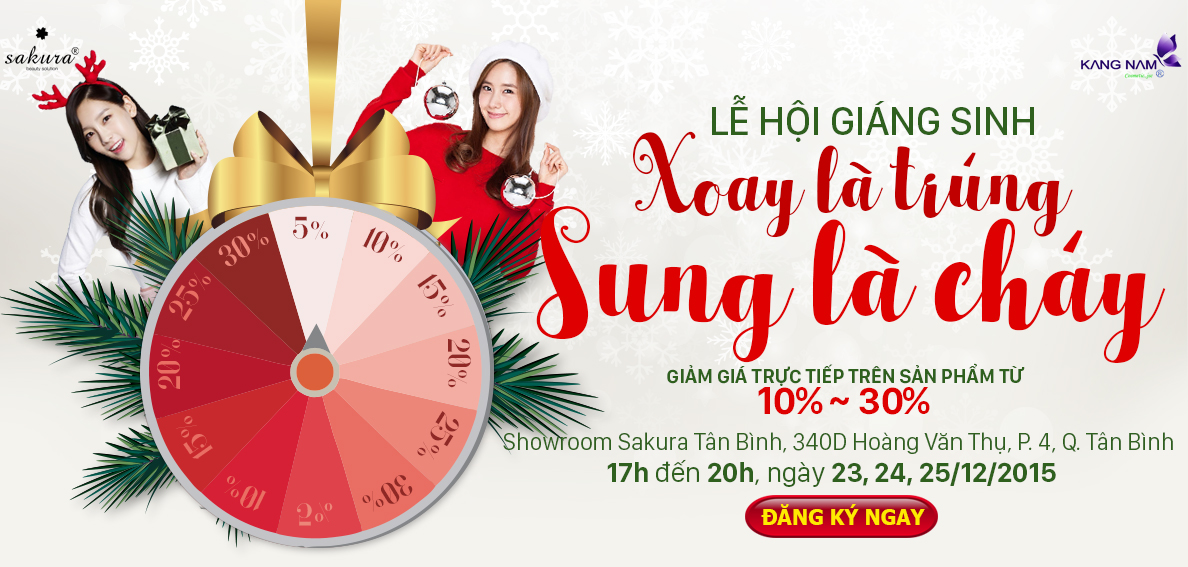 sakura®
beauty solution
KANG NAM
®
LỄ HỘI GIÁNG SINH
Xoay là trúng
Sung là cháy
GIẢM GIÁ TRỰC TIẾP TRÊN SẢN PHẨM TỪ
10% ~ 30%
Showroom Sakura Tân Bình, 340D Hoàng Văn Thụ, P. 4, Q. Tân Bình
17h đến 20h, ngày 23, 24, 25/12/2015
ĐĂNG KÝ NGAY
5%
10%
15%
20%
25%
30%
5%
10%
15%
20%
25%
30%